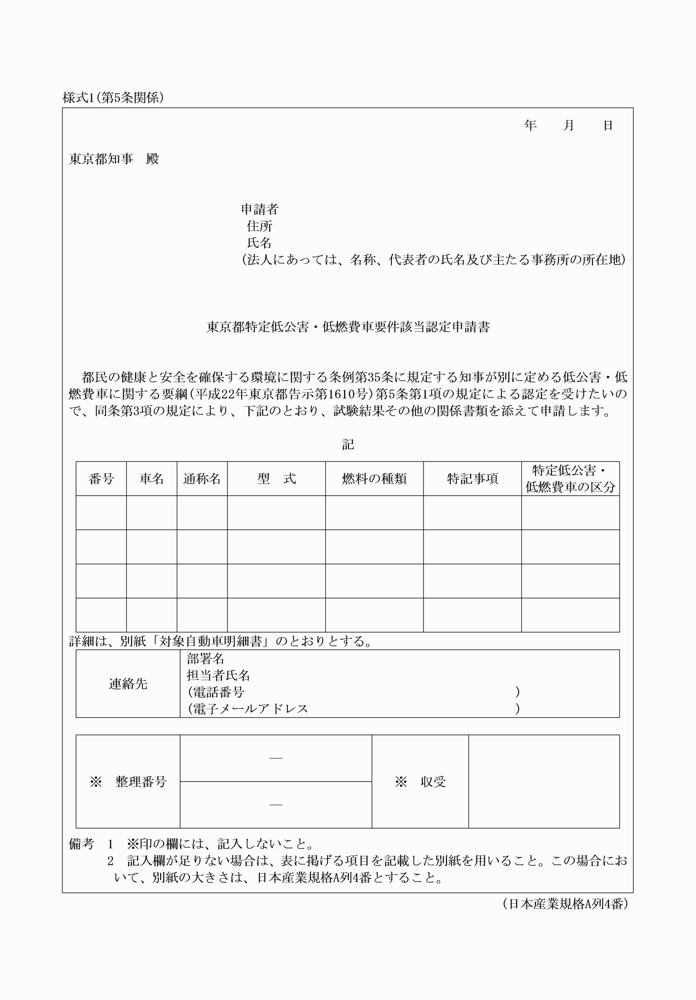 様式1(第5条関係)
年　　月　　日
東京都知事　殿
申請者
住所
氏名
(法人にあっては、名称、代表者の氏名及び主たる事務所の所在地)
東京都特定低公害・低燃費車要件該当認定申請書
都民の健康と安全を確保する環境に関する条例第35条に規定する知事が別に定める低公害・低
燃費車に関する要綱(平成22年東京都告示第1610号)第5条第1項の規定による認定を受けたいの
で、同条第3項の規定により、下記のとおり、試験結果その他の関係書類を添えて申請します。
記
番号　車名　通称名　型　式　燃料の種類　特記事項　特定低公害・
低燃費車の区分
詳細は、別紙「対象自動車明細書」のとおりとする。
連絡先
部署名
担当者氏名
(電話番号　　　　　)
(電子メールアドレス　　　　　)
※　整理番号
―
―
※　収受
備考　1　※印の欄には、記入しないこと。
2　記入欄が足りない場合は、表に掲げる項目を記載した別紙を用いること。この場合にお
いて、別紙の大きさは、日本産業規格A列4番とすること。
(日本産業規格A列4番)